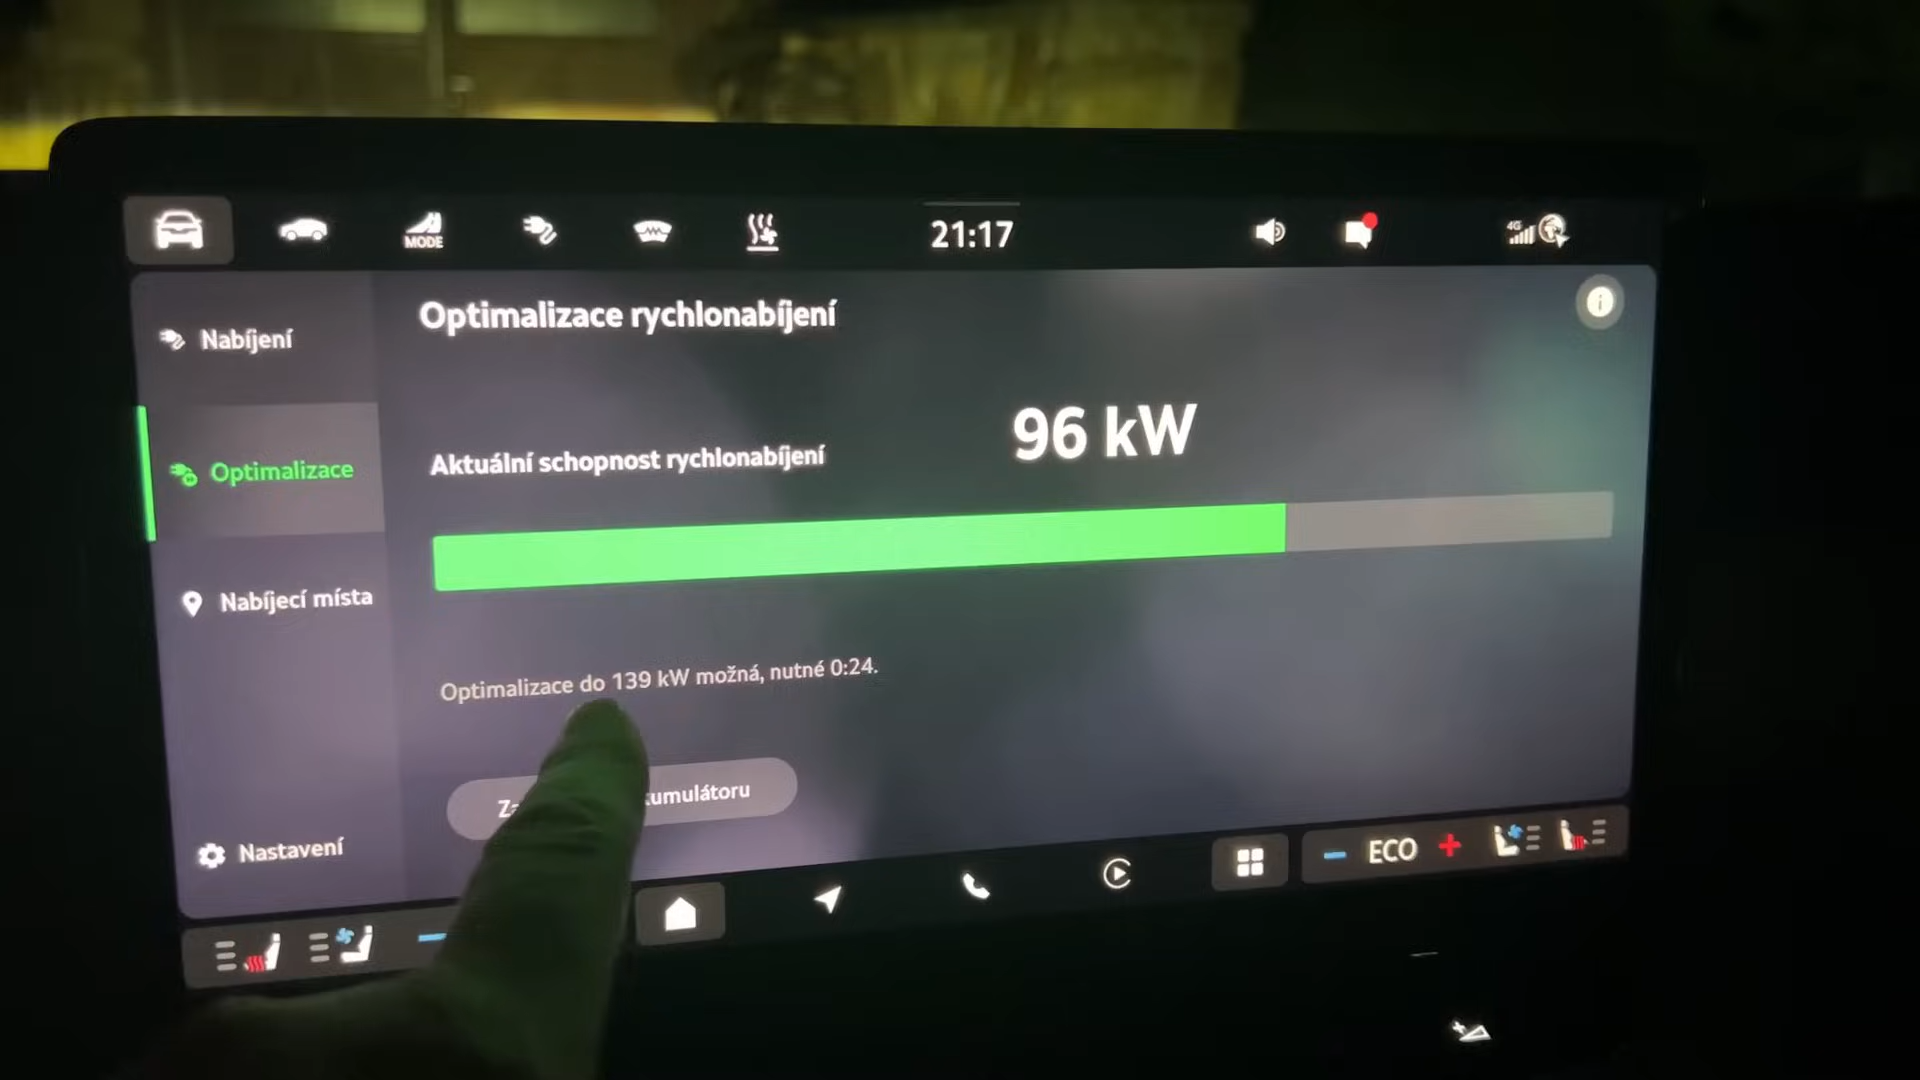 MODE
21:17
4G
Nabíjení
Optimalizace rychlonabíjení
Optimalizace
Aktuální schopnost rychlonabíjení
96 kW
Nabíjecí místa
Optimalizace do 139 kW možná, nutné 0:24.
Nastavení
ECO